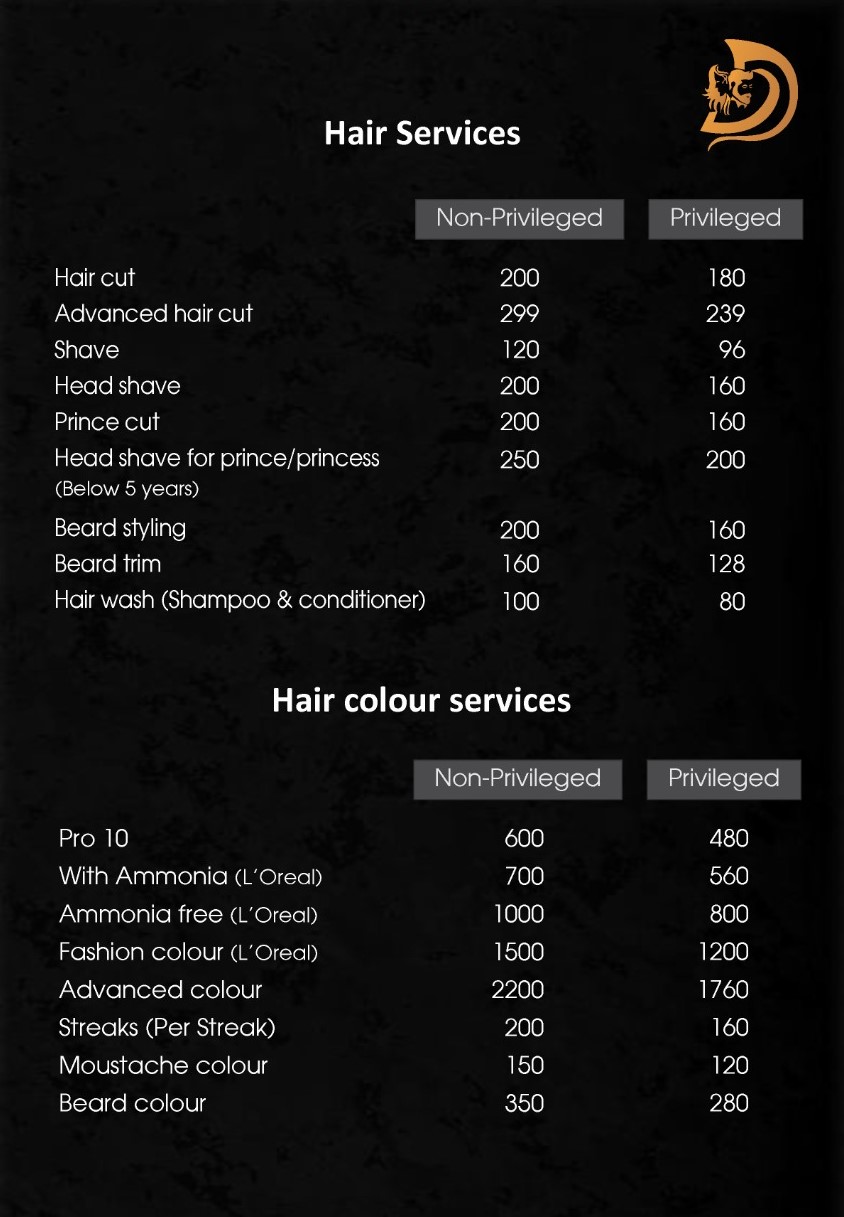 Hair Services
Non-Privileged Privileged
Hair cut 200 180
Advanced hair cut 299 239
Shave 120 96
Head shave 200 160
Prince cut 200 160
Head shave for prince/princess 250 200
(Below 5 years)
Beard styling 200 160
Beard trim 160 128
Hair wash (Shampoo & conditioner) 100 80
Hair colour services
Non-Privileged Privileged
Pro 10 600 480
With Ammonia (L'Oreal) 700 560
Ammonia free (L'Oreal) 1000 800
Fashion colour (L'Oreal) 1500 1200
Advanced colour 2200 1760
Streaks (Per Streak) 200 160
Moustache colour 150 120
Beard colour 350 280